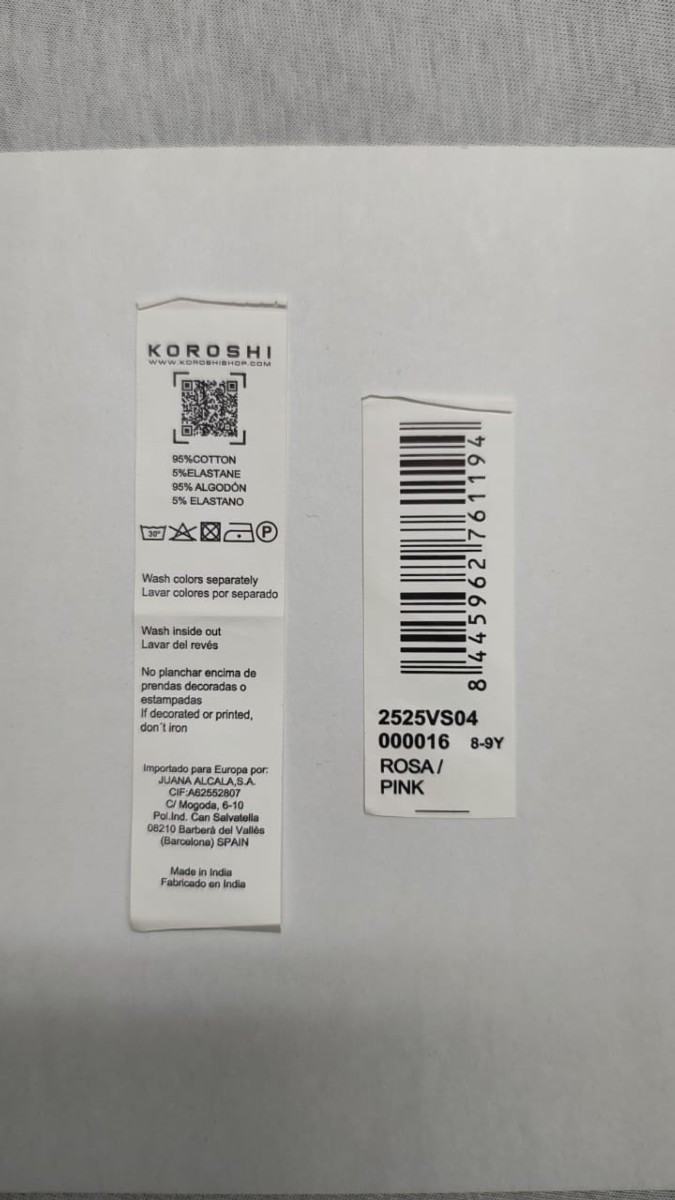 KOROSHI
WWW.KOROSHISHOP.COM
95%COTTON
5%ELASTANE
95% ALGODÓN
5% ELASTANO
30°
P
Wash colors separately
Lavar colores por separado
Wash inside out
Lavar del revés
No planchar encima de
prendas decoradas o
estampadas
If decorated or printed,
don´t iron
Importado para Europa por:
JUANA ALCALA,S.A.
CIF:A62552807
C/ Mogoda, 6-10
Pol.Ind. Can Salvatella
08210 Barberà del Vallès
(Barcelona) SPAIN
Made in India
Fabricado en India
8445962761194
2525VS04
000016 8-9Y
ROSA/
PINK